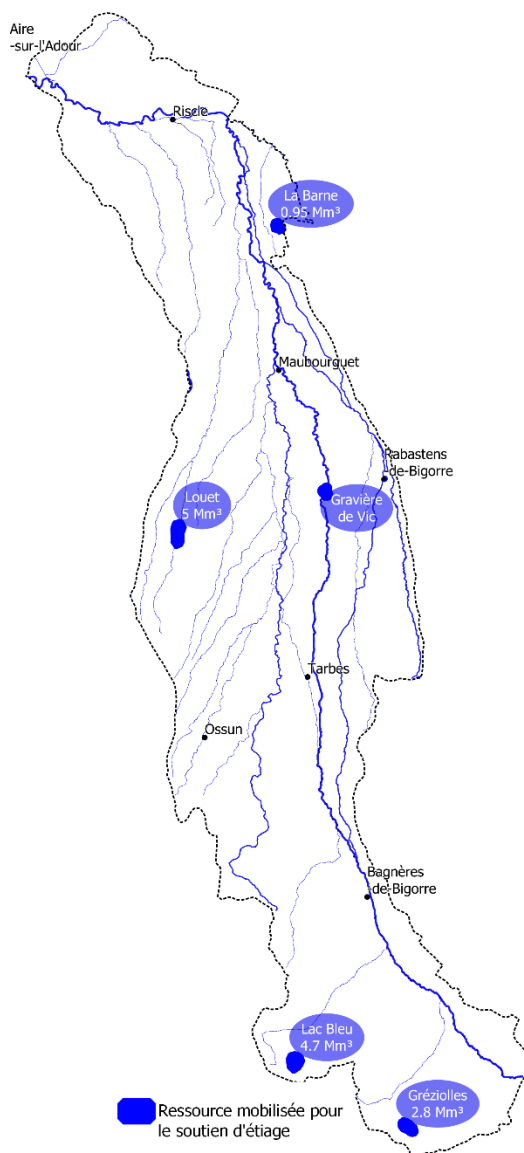 Aire
-sur-l'Adour
Riscle
La Barne
0.95 Mm³
Maubourguet
Rabastens
-de-Bigorre
Louet
5 Mm³
Gravière
de Vic
Tarbes
Ossun
Bagnères
-de-Bigorre
Lac Bleu
4.7 Mm³
Gréziolles
2.8 Mm³
Ressource mobilisée pour
le soutien d'étiage